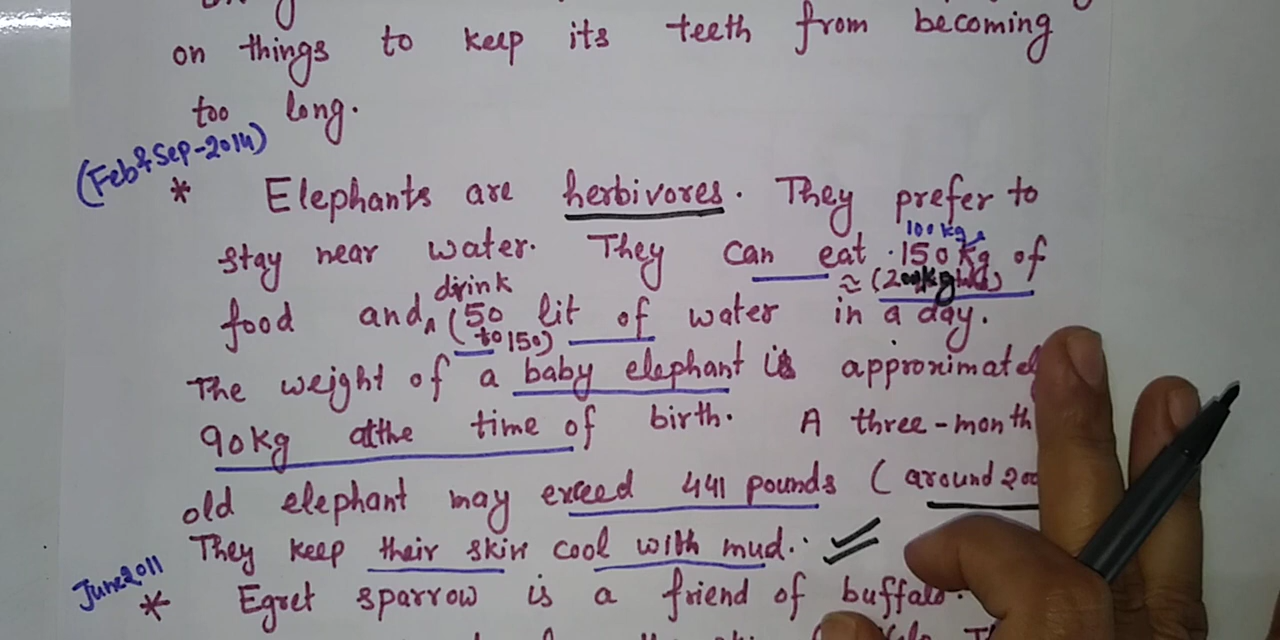 on things to keep its teeth from becoming
too long.
(Feb & Sep-2014)
* Elephants are herbivores. They prefer to
100 kg
stay near water. They can eat 150 kg of
drink ≈ (200kg)
food and, (50 lit of water in a day.
to 150)
The weight of a baby elephant is approximatel
90kg at the time of birth. A three-month
old elephant may exceed 441 pounds (around 200
They keep their skin cool with mud.
June 2011
* Egret sparrow is a friend of buffalo.